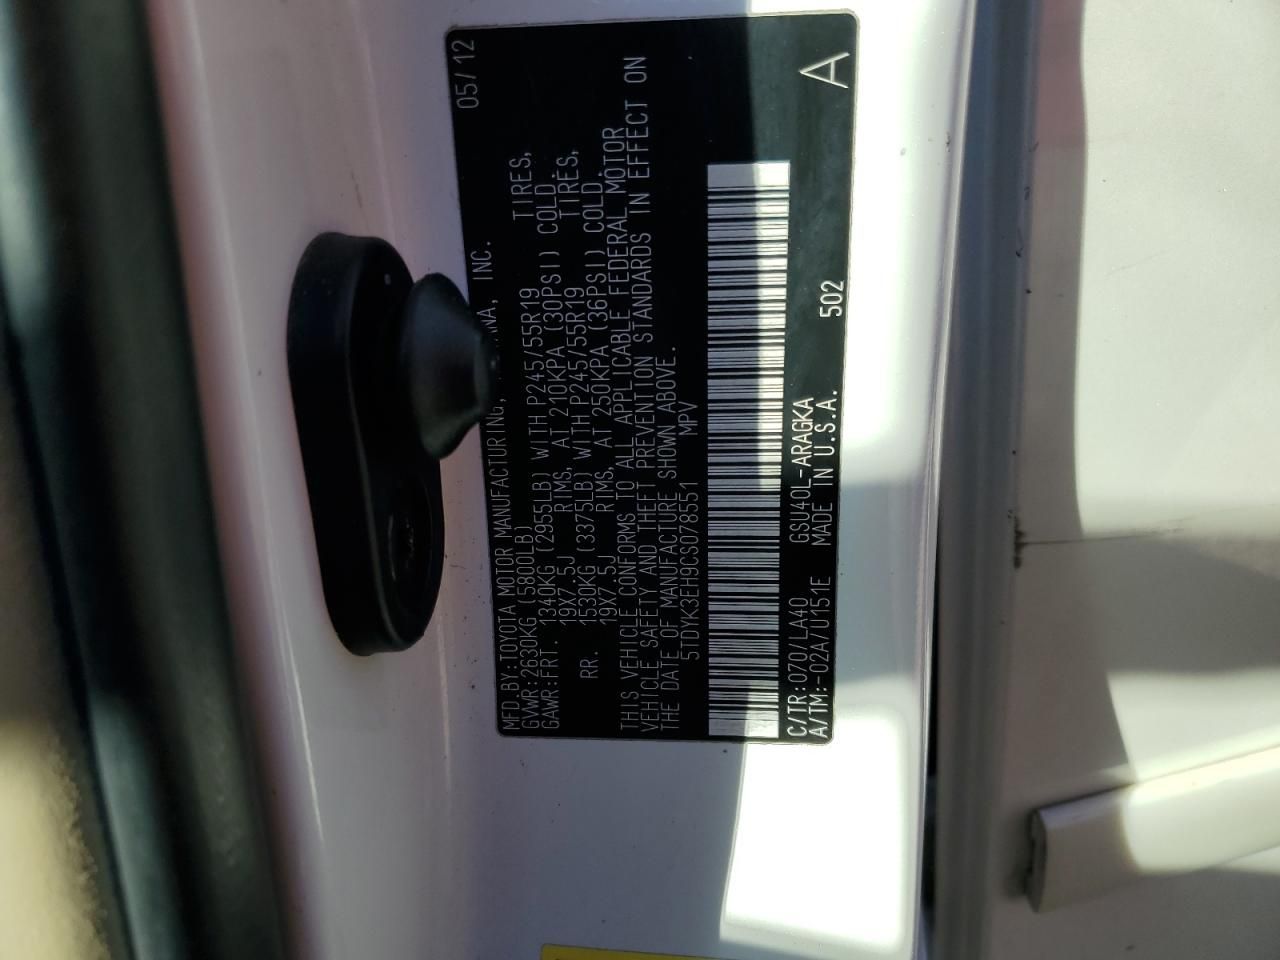 MFD.BY:TOYOTA MOTOR MANUFACTURING, INC. 05/12
GVWR:2630KG (5800LB)
GAWR:FRT. 1340KG (2955LB) WITH P245/55R19 TIRES,
19X7.5J RIMS, AT 210KPA (30PSI) COLD.
RR. 1530KG (3375LB) WITH P245/55R19 TIRES,
19X7.5J RIMS, AT 250KPA (36PSI) COLD.
THIS VEHICLE CONFORMS TO ALL APPLICABLE FEDERAL MOTOR
VEHICLE SAFETY AND THEFT PREVENTION STANDARDS IN EFFECT ON
THE DATE OF MANUFACTURE SHOWN ABOVE.
5TDYK3EH9CS078551 MPV
C/TR:070/LA40 GSU40L-ARAGKA
A/TM:-02A/U151E MADE IN U.S.A. 502 A